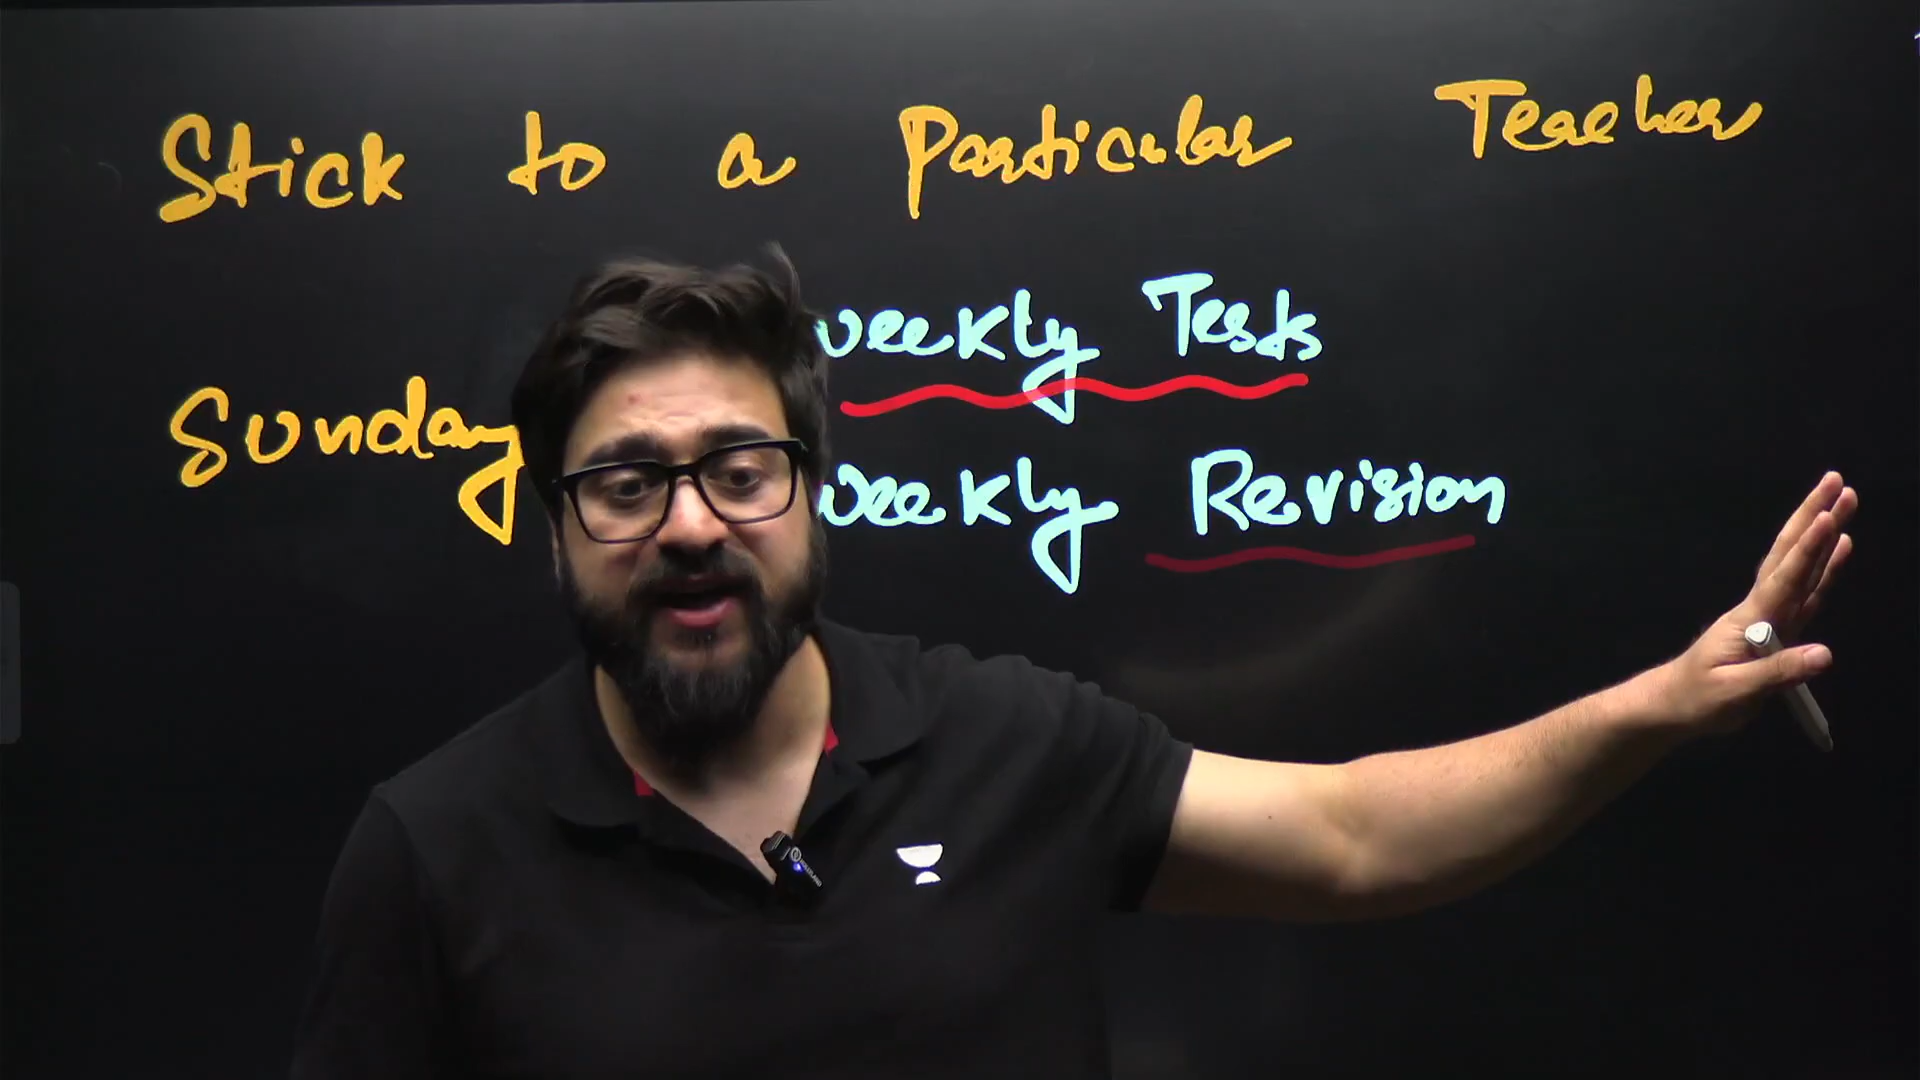 Stick to a Particular Teacher
weekly Tests
Sunday
weekly Revision